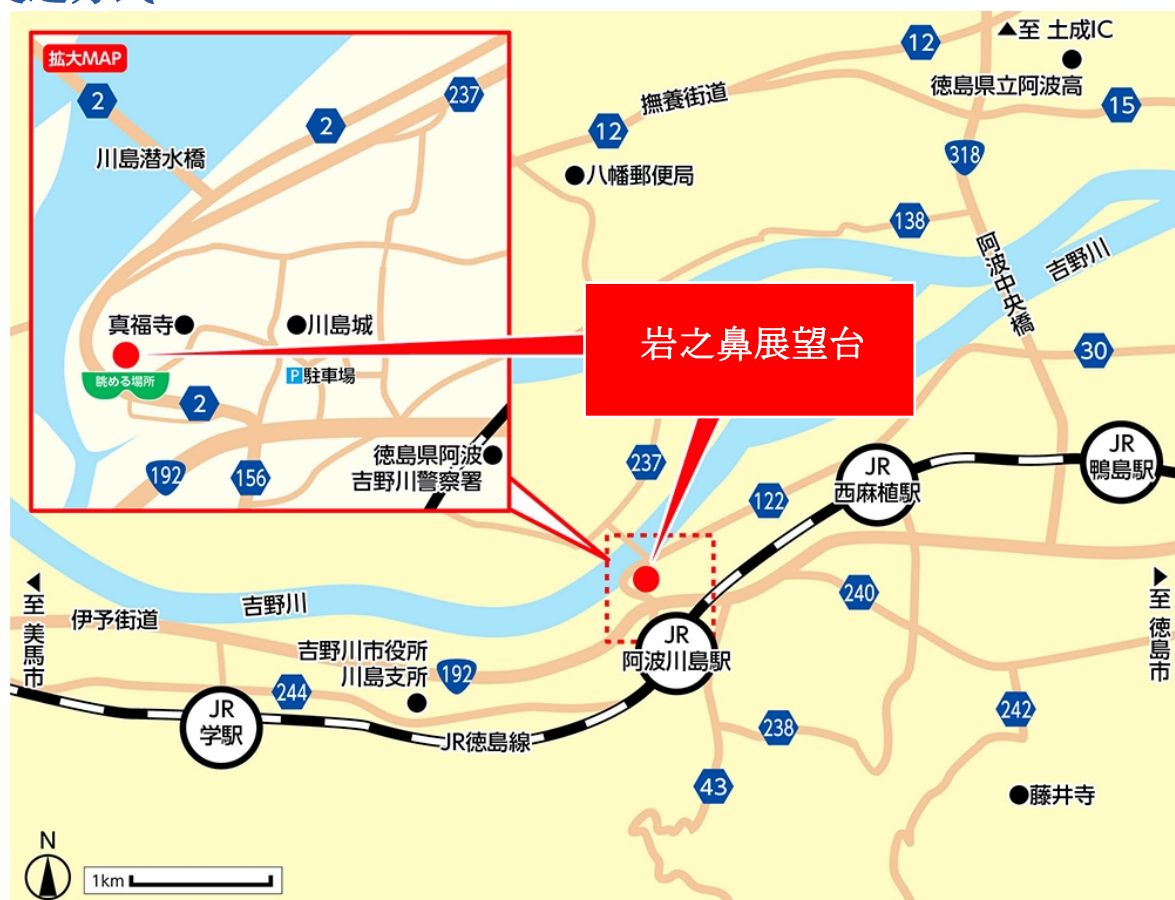 拡大MAP
2
川島潜水橋
2
237
真福寺
川島城
眺める場所
P駐車場
2
192
156
徳島県阿波
吉野川警察署
12
▲至 土成IC
徳島県立阿波高
15
撫養街道
12
八幡郵便局
318
138
阿波中央橋
吉野川
岩之鼻展望台
30
237
122
JR
西麻植駅
JR
鴨島駅
◀至 美馬市
伊予街道
吉野川
吉野川市役所
川島支所
192
244
JR
学駅
JR徳島線
JR
阿波川島駅
240
▶至 徳島市
238
242
43
藤井寺
N
1km